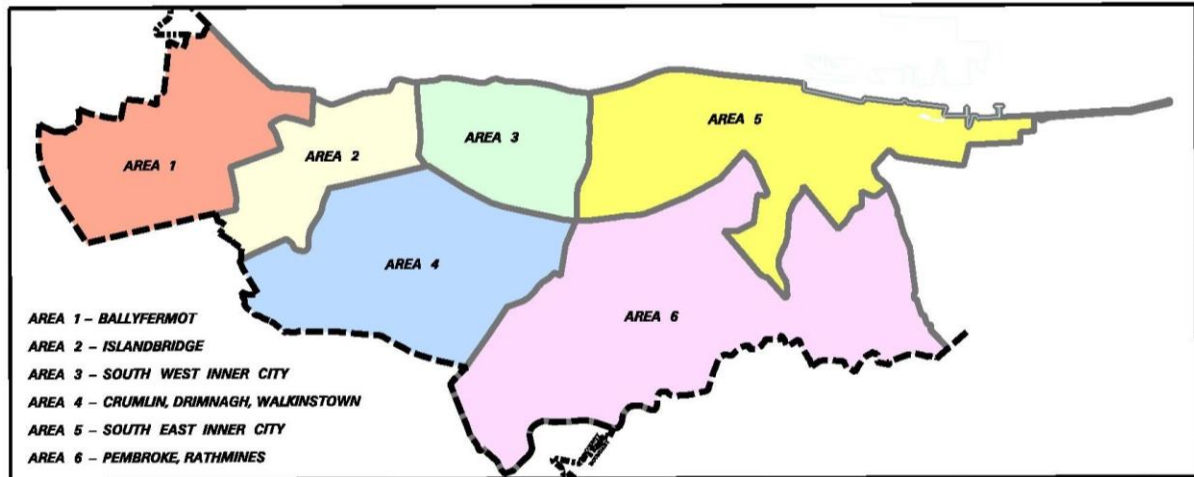 AREA 5
AREA 3
AREA 2
AREA 1
AREA 4
AREA 6
AREA 1 – BALLYFERMOT
AREA 2 – ISLANDBRIDGE
AREA 3 – SOUTH WEST INNER CITY
AREA 4 – CRUMLIN, DRIMNAGH, WALKINSTOWN
AREA 5 – SOUTH EAST INNER CITY
AREA 6 – PEMBROKE, RATHMINES